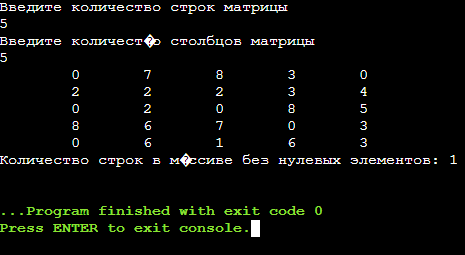 Введите количество строк матрицы
5
Введите количест�о столбцов матрицы
5
0 7 8 3 0
2 2 2 3 4
0 2 0 8 5
8 6 7 0 3
0 6 1 6 3
Количество строк в м�ссиве без нулевых элементов: 1
...Program finished with exit code 0
Press ENTER to exit console.